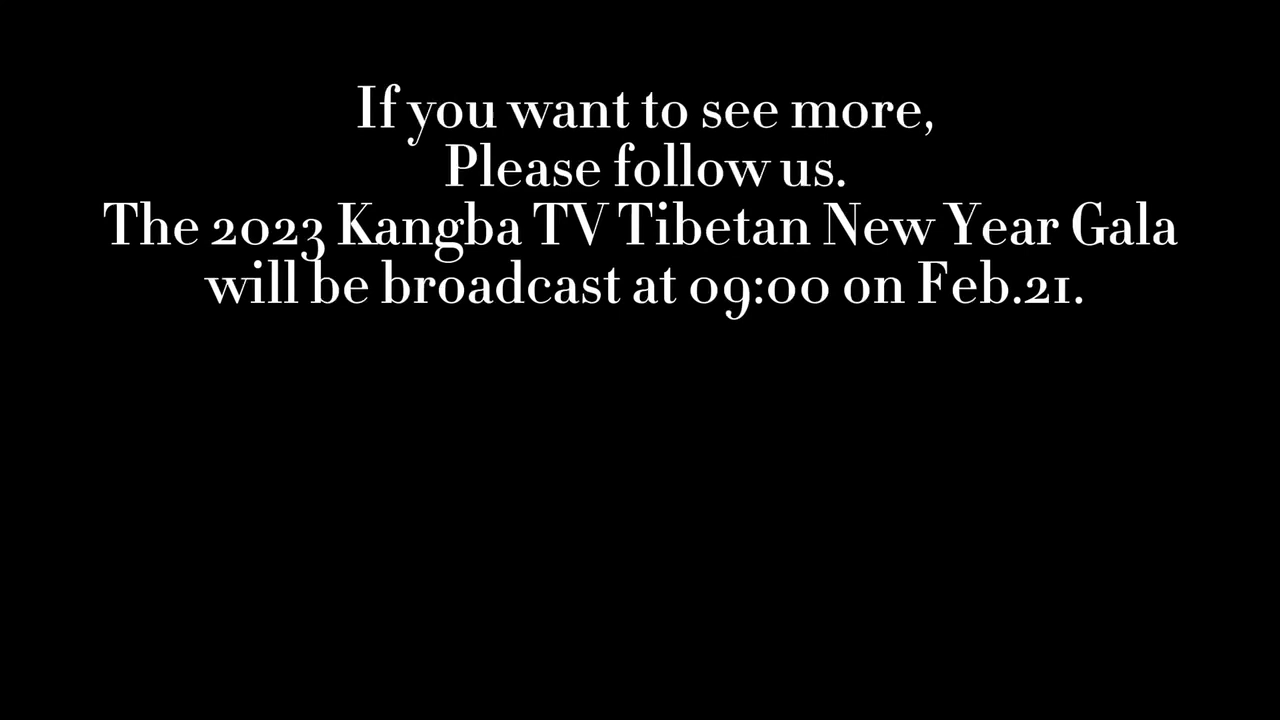 If you want to see more,
Please follow us.
The 2023 Kangba TV Tibetan New Year Gala
will be broadcast at 09:00 on Feb.21.